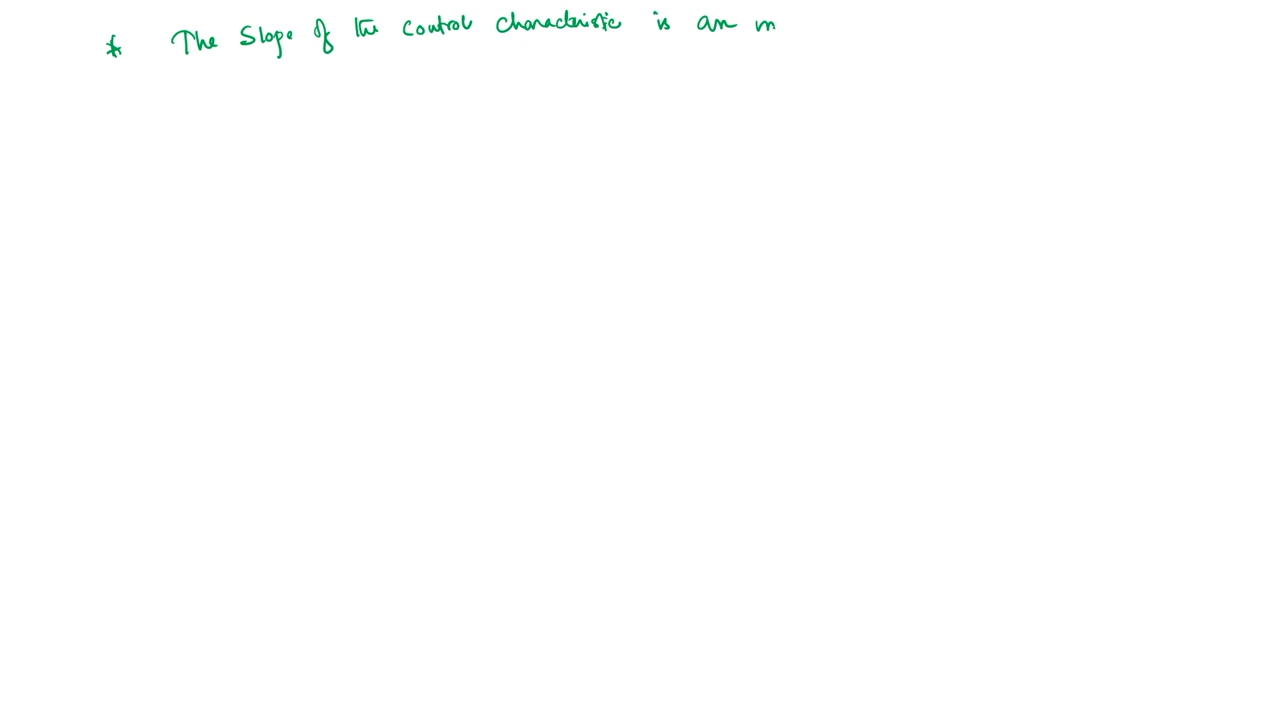 * The slope of the control characteristic is an